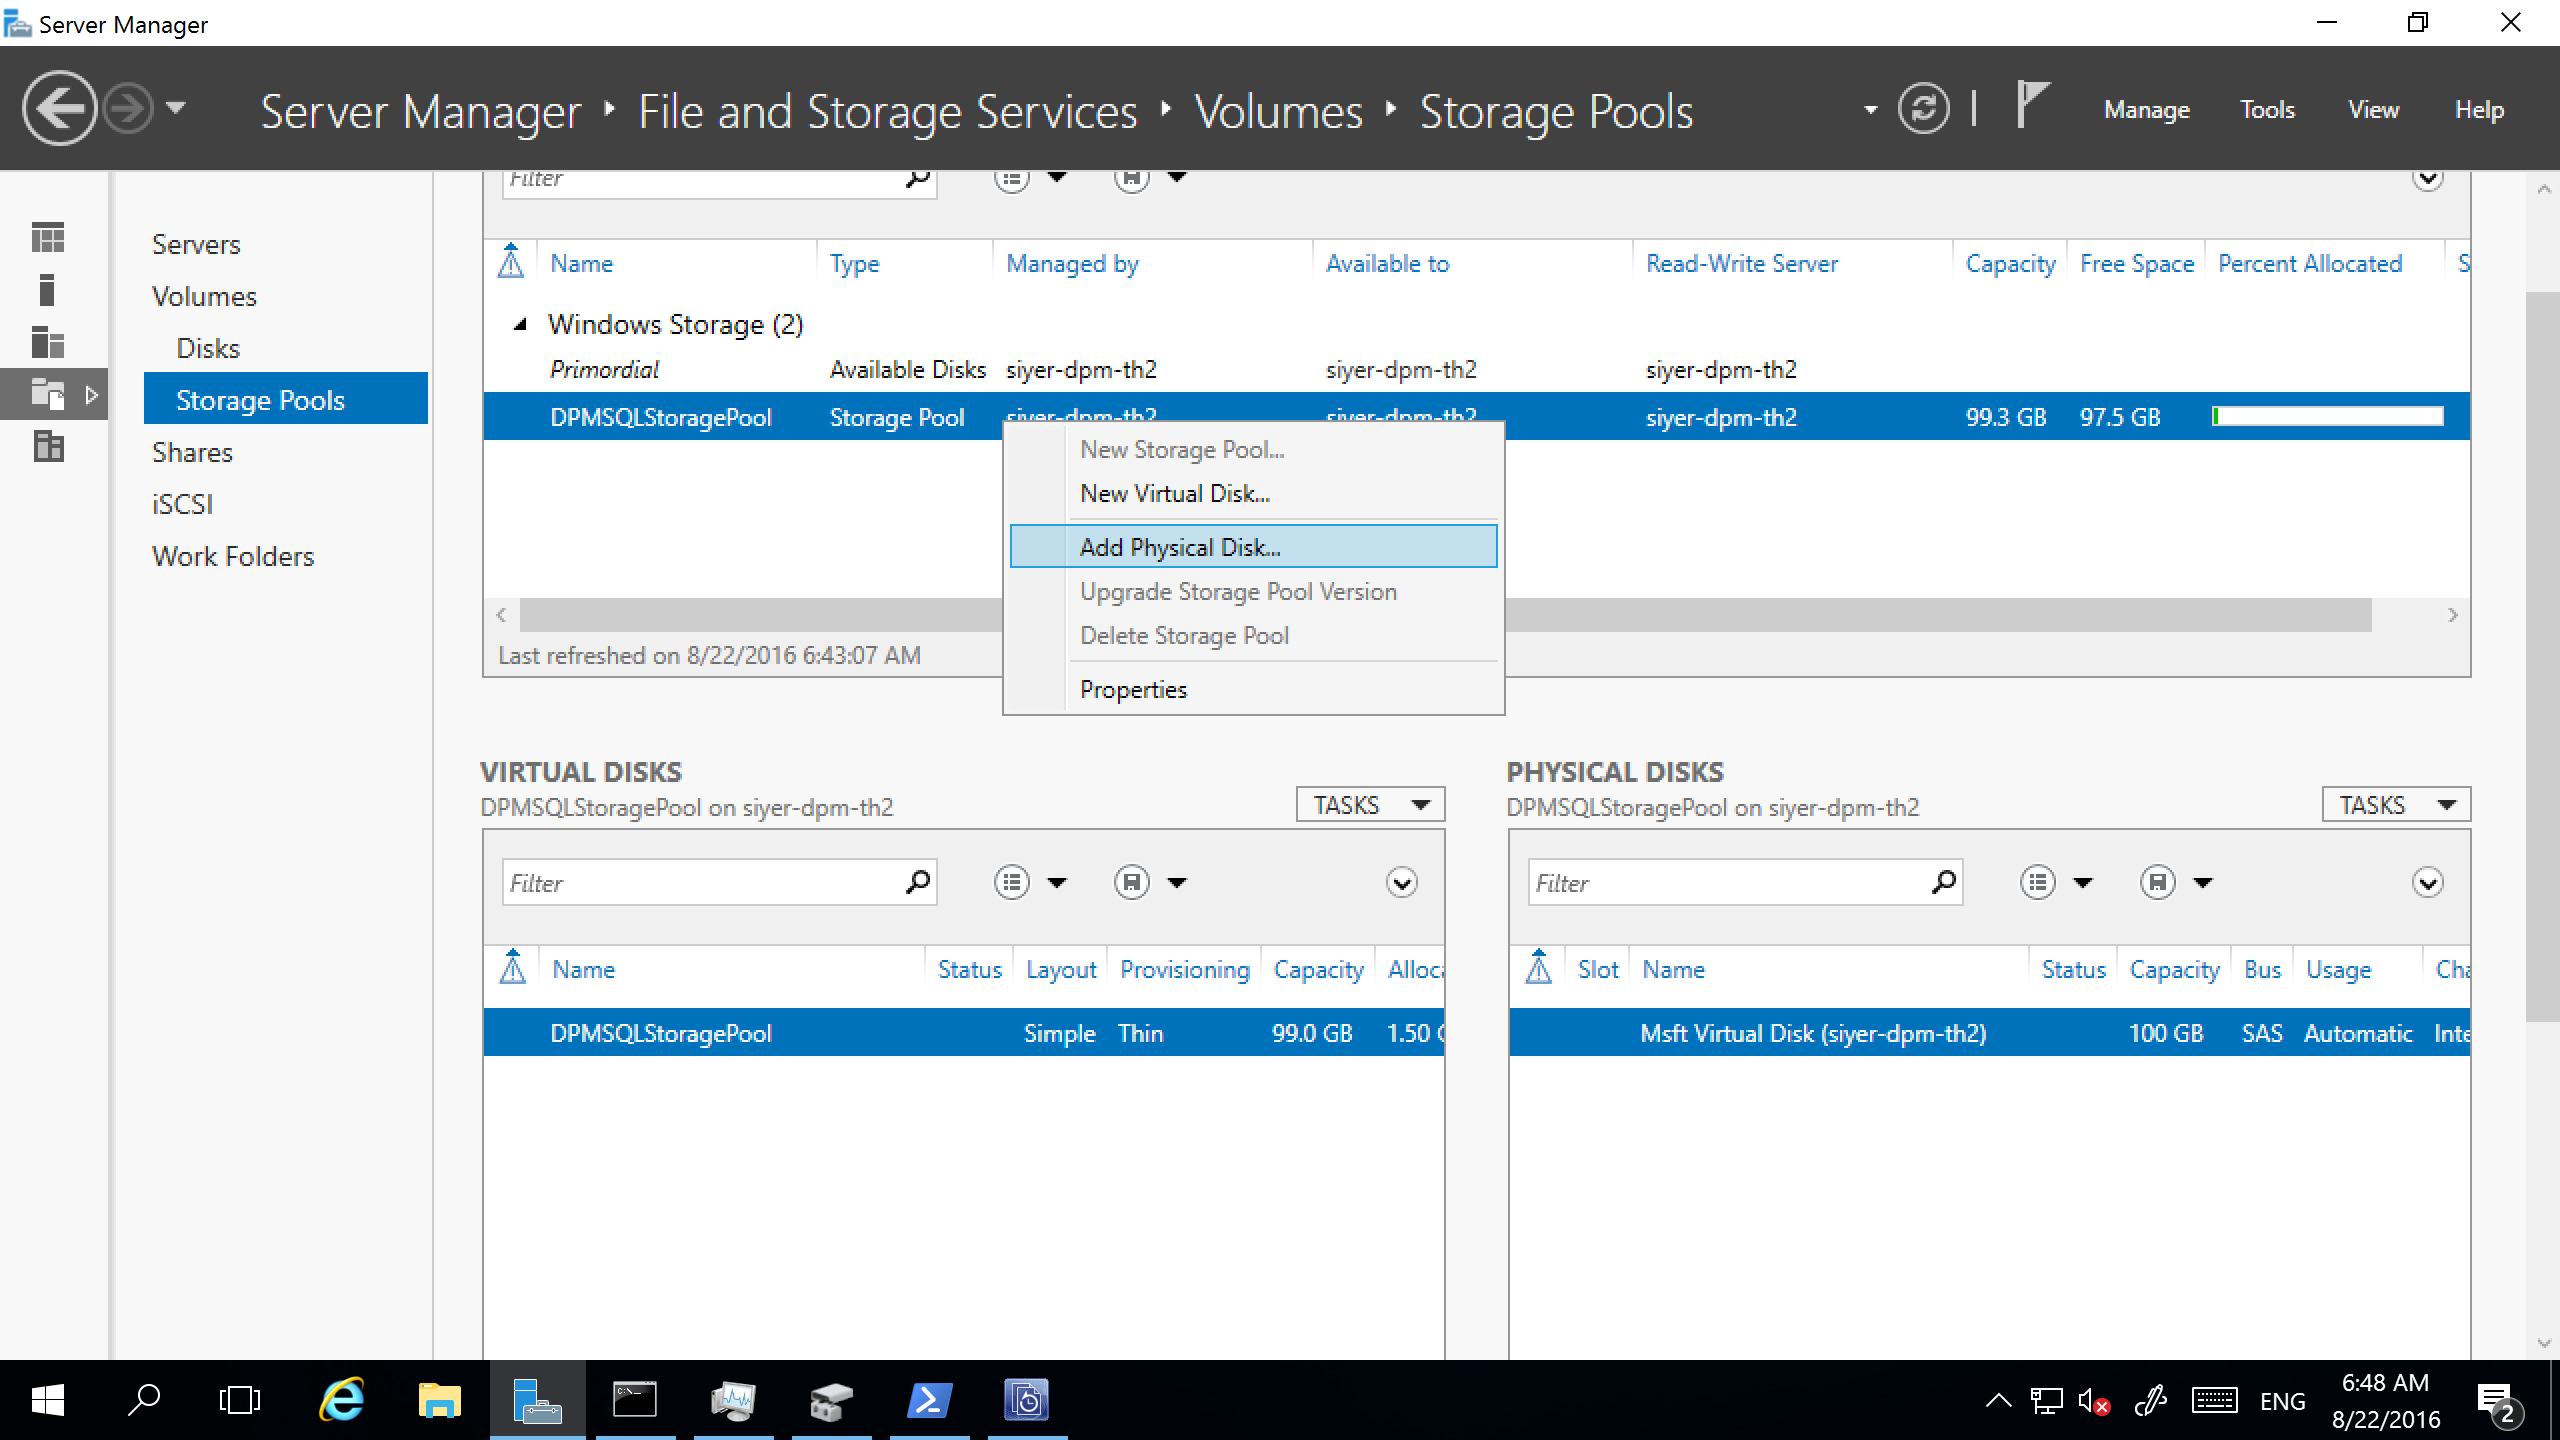 Server Manager
Server Manager ‣ File and Storage Services ‣ Volumes ‣ Storage Pools
Manage Tools View Help
Servers
Volumes
Disks
Storage Pools
Shares
iSCSI
Work Folders
Filter
Name Type Managed by Available to Read-Write Server Capacity Free Space Percent Allocated S
Windows Storage (2)
Primordial Available Disks siyer-dpm-th2 siyer-dpm-th2 siyer-dpm-th2
DPMSQLStoragePool Storage Pool siyer-dpm-th2 siyer-dpm-th2 siyer-dpm-th2 99.3 GB 97.5 GB
New Storage Pool...
New Virtual Disk...
Add Physical Disk...
Upgrade Storage Pool Version
Delete Storage Pool
Properties
Last refreshed on 8/22/2016 6:43:07 AM
VIRTUAL DISKS
DPMSQLStoragePool on siyer-dpm-th2
TASKS
Filter
Name Status Layout Provisioning Capacity Alloca
DPMSQLStoragePool Simple Thin 99.0 GB 1.50 G
PHYSICAL DISKS
DPMSQLStoragePool on siyer-dpm-th2
TASKS
Filter
Slot Name Status Capacity Bus Usage Cha
Msft Virtual Disk (siyer-dpm-th2) 100 GB SAS Automatic Inte
ENG
6:48 AM
8/22/2016
2